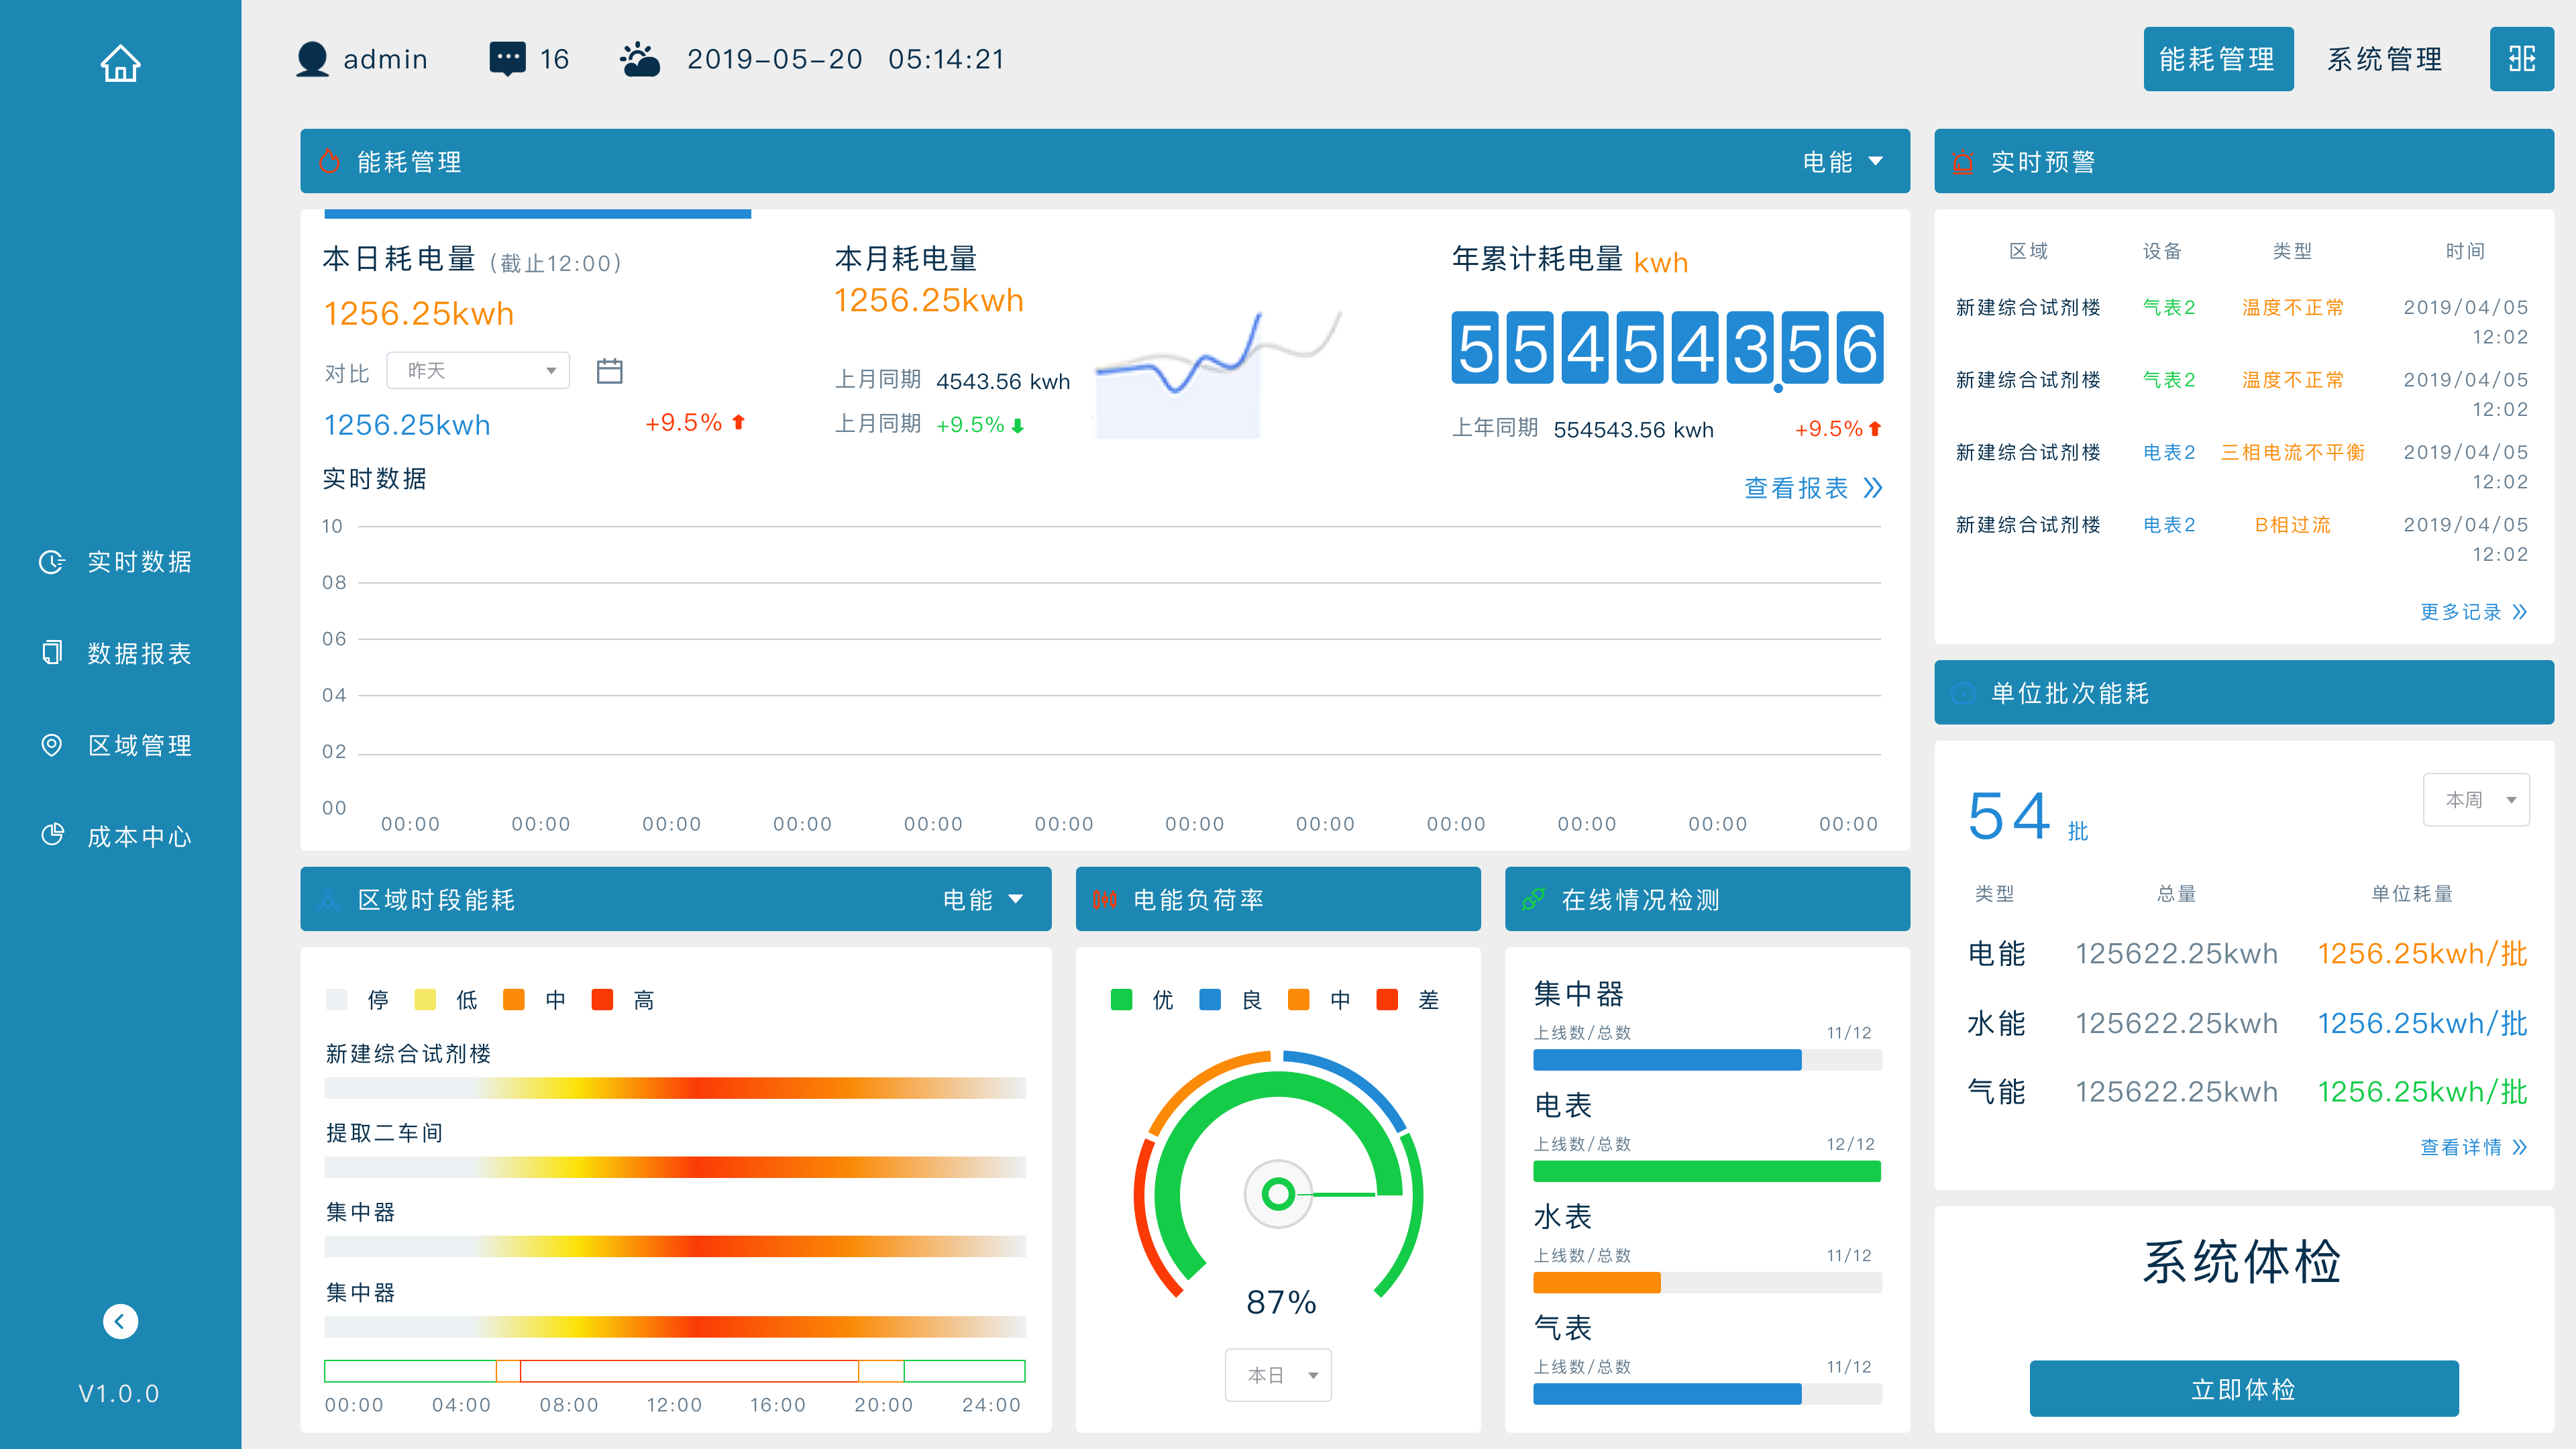 admin
16
2019-05-20 05:14:21
能耗管理
系统管理
实时数据
数据报表
区域管理
成本中心
V1.0.0
能耗管理
电能
本日耗电量 (截止12:00)
1256.25kwh
对比 昨天
1256.25kwh +9.5%
本月耗电量
1256.25kwh
上月同期 4543.56 kwh
上月同期 +9.5%
年累计耗电量 kwh
554543.56
上年同期 554543.56 kwh +9.5%
实时数据
查看报表
10
08
06
04
02
00
00:00 00:00 00:00 00:00 00:00 00:00 00:00 00:00 00:00 00:00 00:00 00:00
实时预警
区域 设备 类型 时间
新建综合试剂楼 气表2 温度不正常 2019/04/05
12:02
新建综合试剂楼 气表2 温度不正常 2019/04/05
12:02
新建综合试剂楼 电表2 三相电流不平衡 2019/04/05
12:02
新建综合试剂楼 电表2 B相过流 2019/04/05
12:02
更多记录
单位批次能耗
54 批
本周
类型 总量 单位耗量
电能 125622.25kwh 1256.25kwh/批
水能 125622.25kwh 1256.25kwh/批
气能 125622.25kwh 1256.25kwh/批
查看详情
系统体检
立即体检
区域时段能耗
电能
停 低 中 高
新建综合试剂楼
提取二车间
集中器
集中器
00:00 04:00 08:00 12:00 16:00 20:00 24:00
电能负荷率
优 良 中 差
87%
本日
在线情况检测
集中器
上线数/总数 11/12
电表
上线数/总数 12/12
水表
上线数/总数 11/12
气表
上线数/总数 11/12